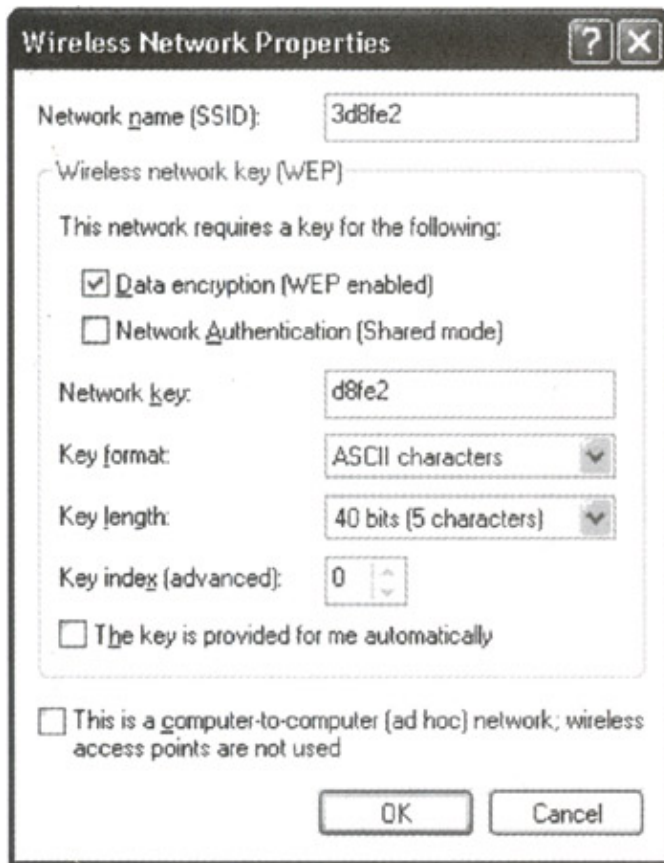 Wireless Network Properties
Network name (SSID): 3d8fe2
Wireless network key (WEP)
This network requires a key for the following:
Data encryption (WEP enabled)
Network Authentication (Shared mode)
Network key: d8fe2
Key format: ASCII characters
Key length: 40 bits (5 characters)
Key index (advanced): 0
The key is provided for me automatically
This is a computer-to-computer (ad hoc) network; wireless
access points are not used
OK Cancel